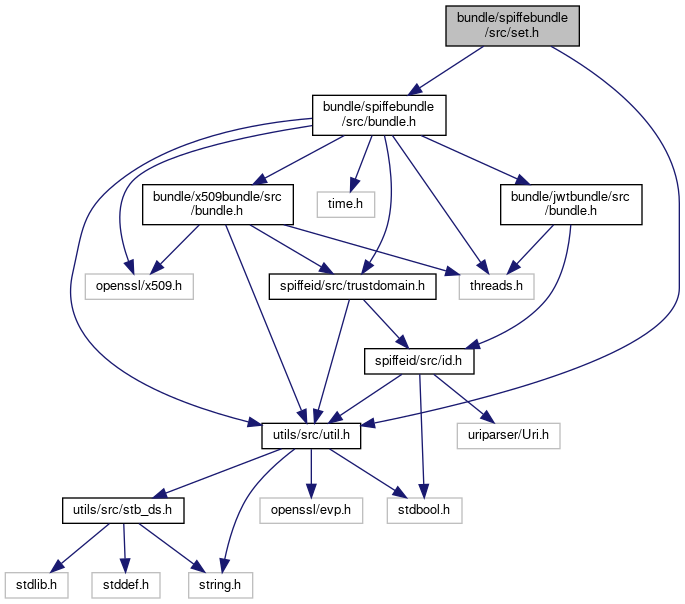 bundle/spiffebundle
/src/set.h
bundle/spiffebundle
/src/bundle.h
bundle/x509bundle/src
/bundle.h
time.h
bundle/jwtbundle/src
/bundle.h
openssl/x509.h
spiffeid/src/trustdomain.h
threads.h
spiffeid/src/id.h
utils/src/util.h
uriparser/Uri.h
utils/src/stb_ds.h
openssl/evp.h
stdbool.h
stdlib.h
stddef.h
string.h